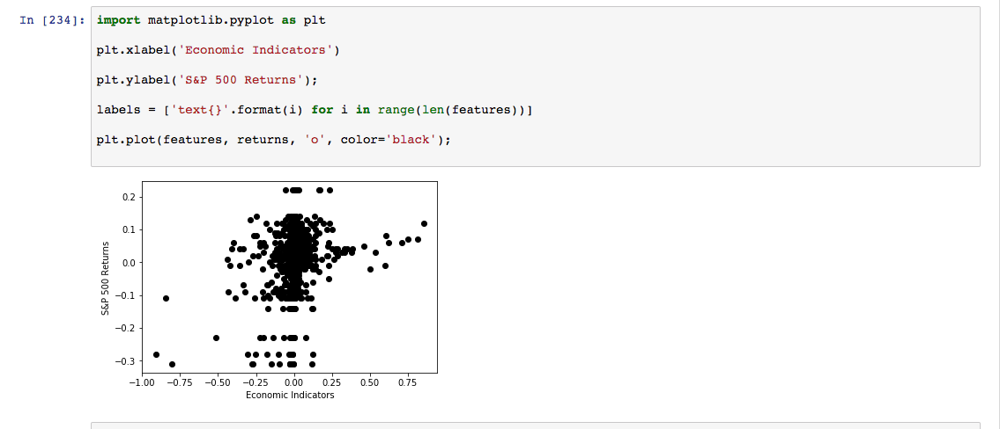 In [234]:
import matplotlib.pyplot as plt
plt.xlabel('Economic Indicators')
plt.ylabel('S&P 500 Returns');
labels = ['text{}'.format(i) for i in range(len(features))]
plt.plot(features, returns, 'o', color='black');
0.2
0.1
0.0
−0.1
−0.2
−0.3
S&P 500 Returns
−1.00 −0.75 −0.50 −0.25 0.00 0.25 0.50 0.75
Economic Indicators